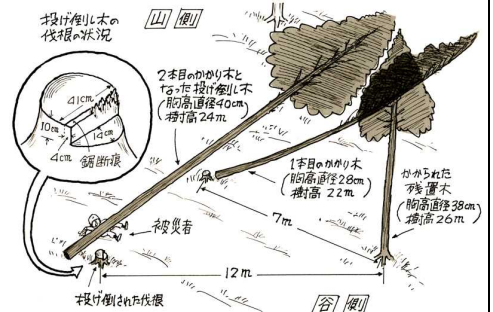 投げ倒し木の
伐根の状況
山側
41cm
10cm
14cm
4cm
鋸断痕
2本目のかかり木と
なった投げ倒し木
(胸高直径40cm)
樹高24m
1本目のかかり木
(胸高直径28cm)
樹高22m
かかられた
残置木
(胸高直径38cm)
樹高26m
被災者
7m
12m
投げ倒された伐根
谷側